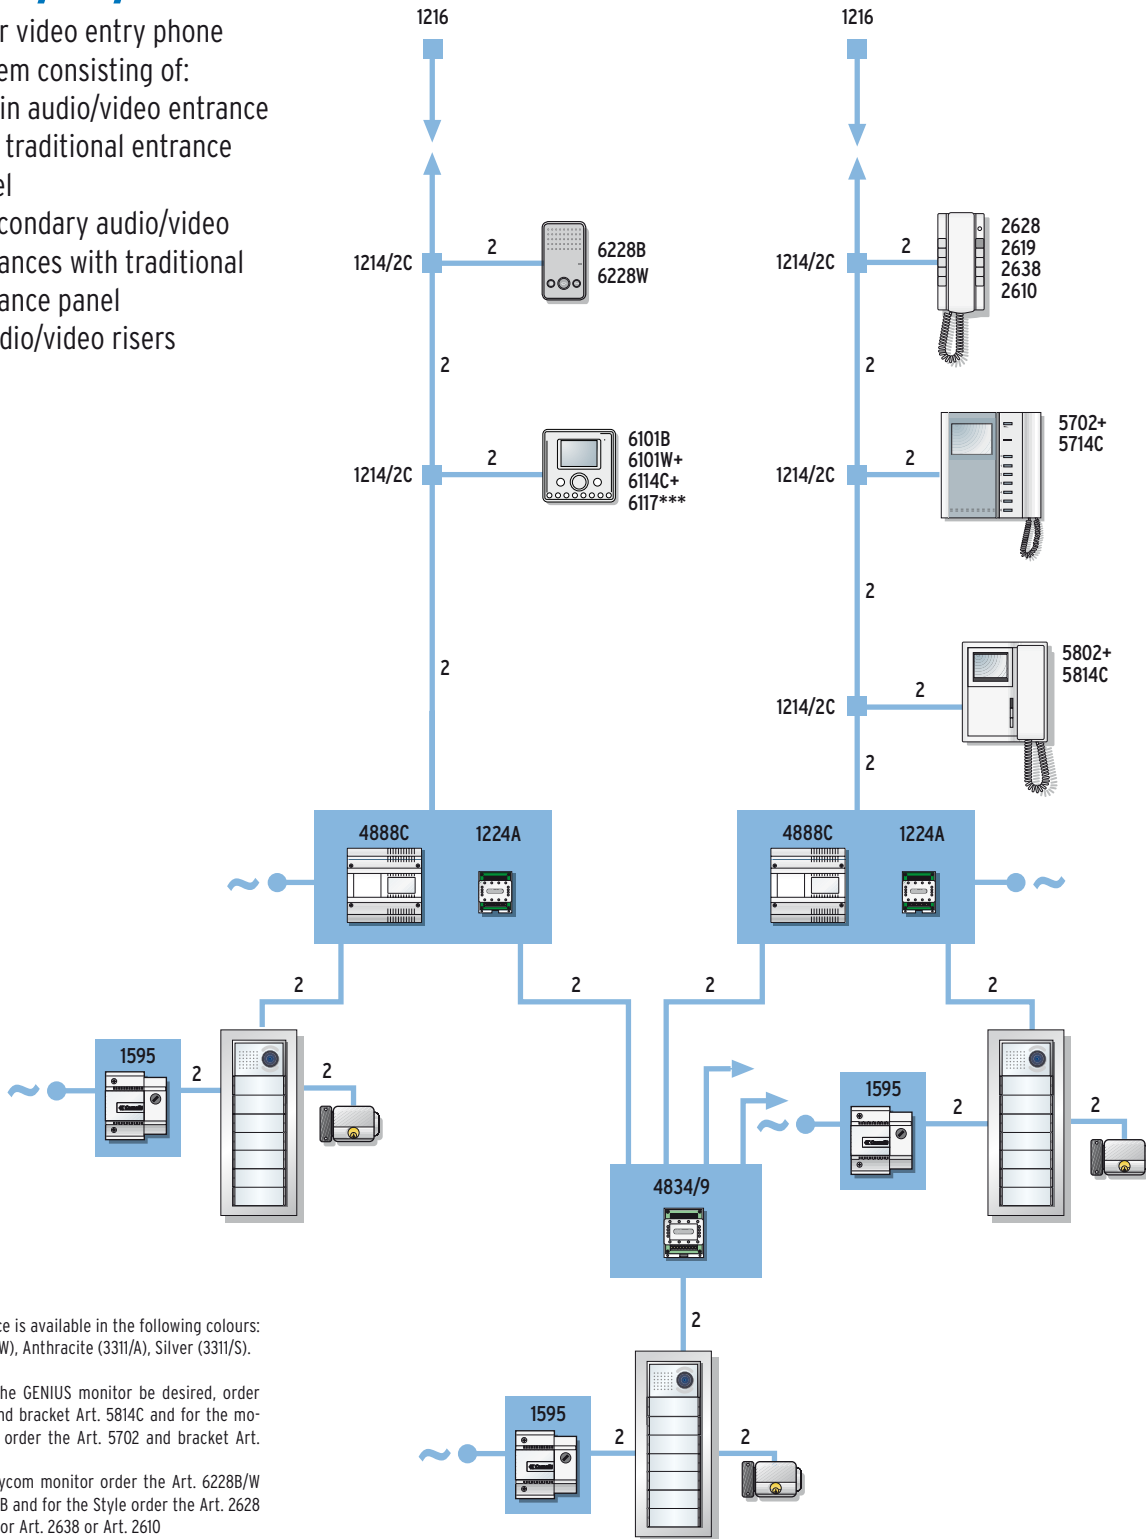 r video entry phone
em consisting of:
in audio/video entrance
traditional entrance
el
condary audio/video
ances with traditional
ance panel
dio/video risers
1216
1216
1214/2C
2
6228B
6228W
1214/2C
2
2628
2619
2638
2610
2
2
1214/2C
2
6101B
6101W+
6114C+
6117***
1214/2C
2
5702+
5714C
2
2
1214/2C
2
5802+
5814C
2
4888C
1224A
4888C
1224A
2
2
2
2
1595
2
2
1595
2
2
4834/9
2
1595
2
2
ce is available in the following colours:
W), Anthracite (3311/A), Silver (3311/S).
he GENIUS monitor be desired, order
nd bracket Art. 5814C and for the mo-
order the Art. 5702 and bracket Art.
ycom monitor order the Art. 6228B/W
B and for the Style order the Art. 2628
or Art. 2638 or Art. 2610